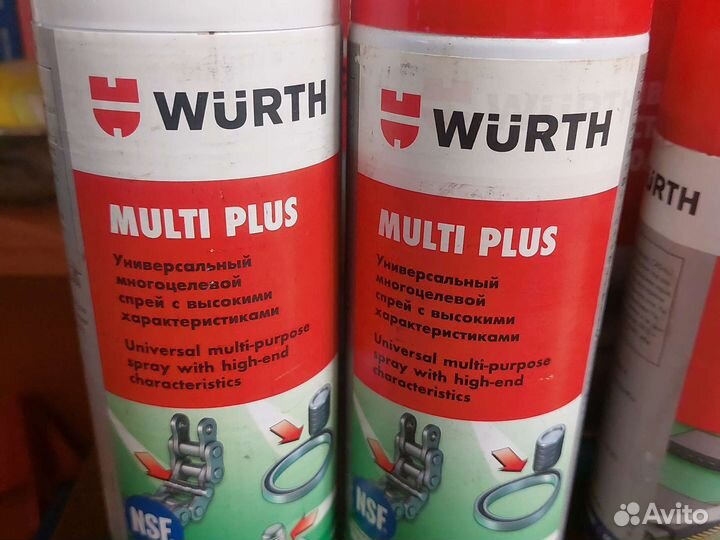 WÜRTH
MULTI PLUS
Универсальный
многоцелевой
спрей с высокими
характеристиками
Universal multi-purpose
spray with high-end
characteristics
NSF
WÜRTH
MULTI PLUS
Универсальный
многоцелевой
спрей с высокими
характеристиками
Universal multi-purpose
spray with high-end
characteristics
NSF
ÜRTH
Avito